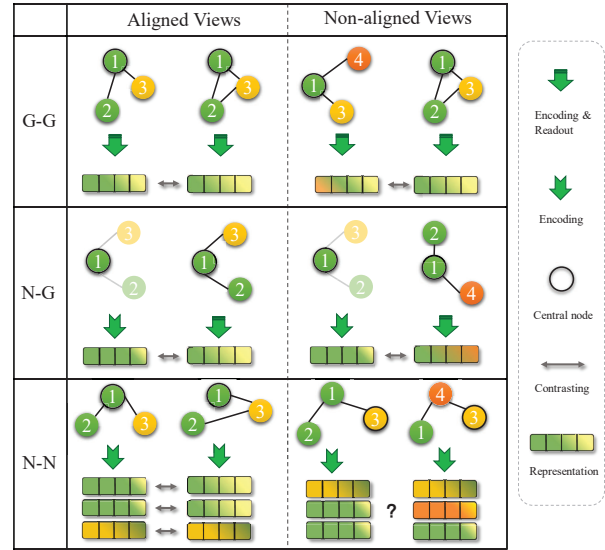 Aligned Views Non-aligned Views
G-G
1 3 2
1 3 2
4 1 3
1 3 2
N-G
3 1 2
3 1 2
3 1 2
2 1 4
N-N
1 2 3
1 3 2
1 3 2
4 3 1
?
Encoding &
Readout
Encoding
Central node
Contrasting
Representation